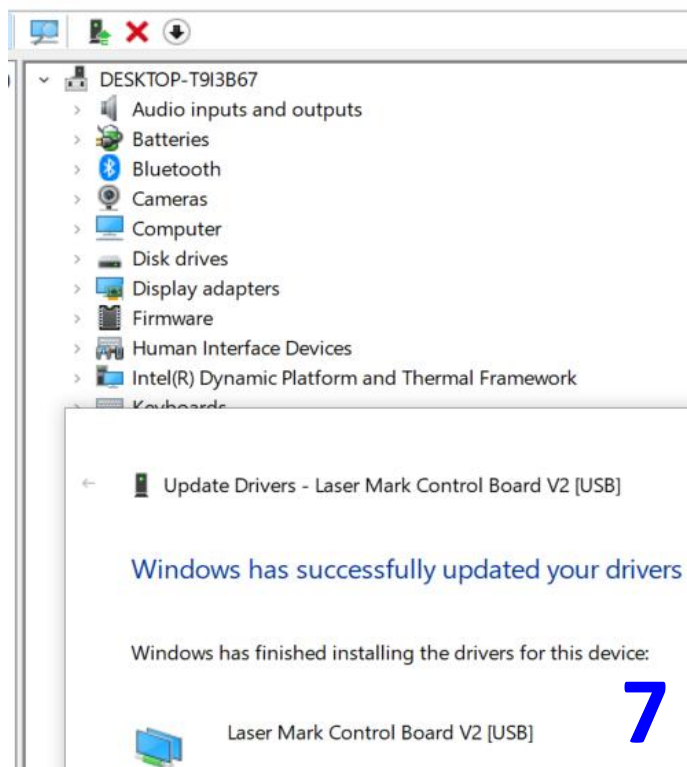 DESKTOP-T9I3B67
Audio inputs and outputs
Batteries
Bluetooth
Cameras
Computer
Disk drives
Display adapters
Firmware
Human Interface Devices
Intel(R) Dynamic Platform and Thermal Framework
Keyboards
Update Drivers - Laser Mark Control Board V2 [USB]
Windows has successfully updated your drivers
Windows has finished installing the drivers for this device:
Laser Mark Control Board V2 [USB]
7